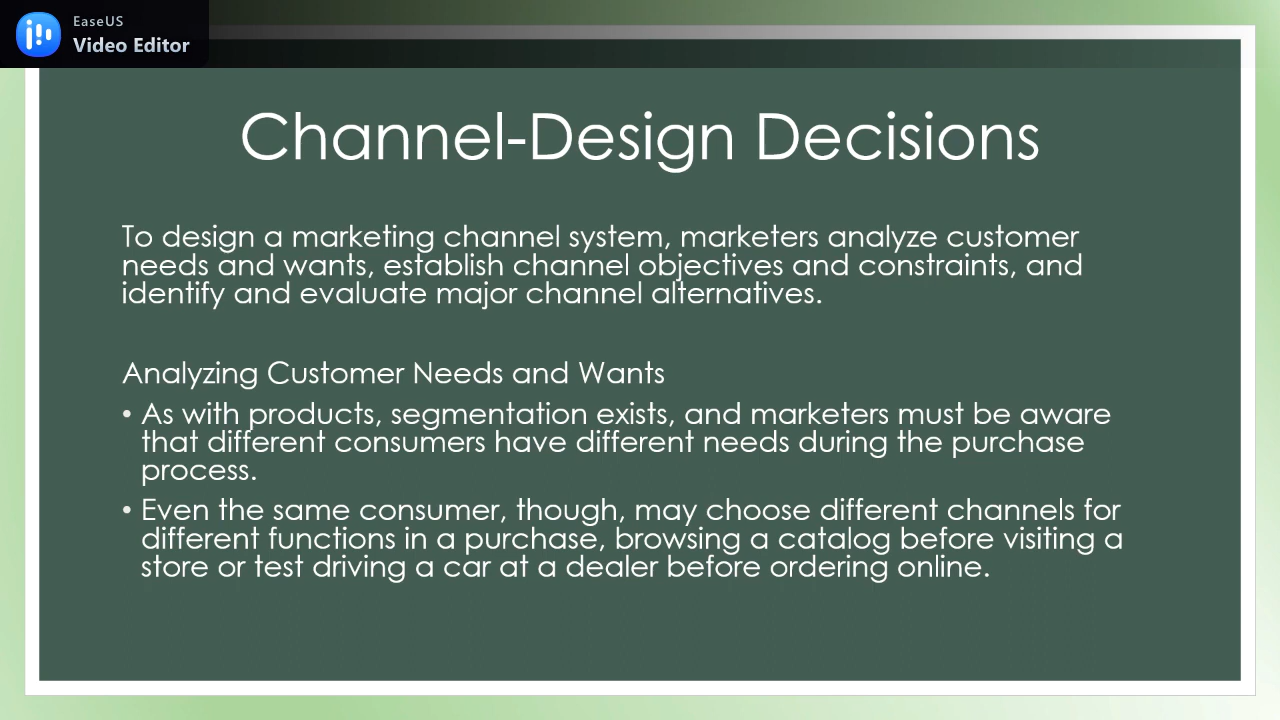 EaseUS
Video Editor
Channel-Design Decisions
To design a marketing channel system, marketers analyze customer
needs and wants, establish channel objectives and constraints, and
identify and evaluate major channel alternatives.
Analyzing Customer Needs and Wants
• As with products, segmentation exists, and marketers must be aware
that different consumers have different needs during the purchase
process.
• Even the same consumer, though, may choose different channels for
different functions in a purchase, browsing a catalog before visiting a
store or test driving a car at a dealer before ordering online.